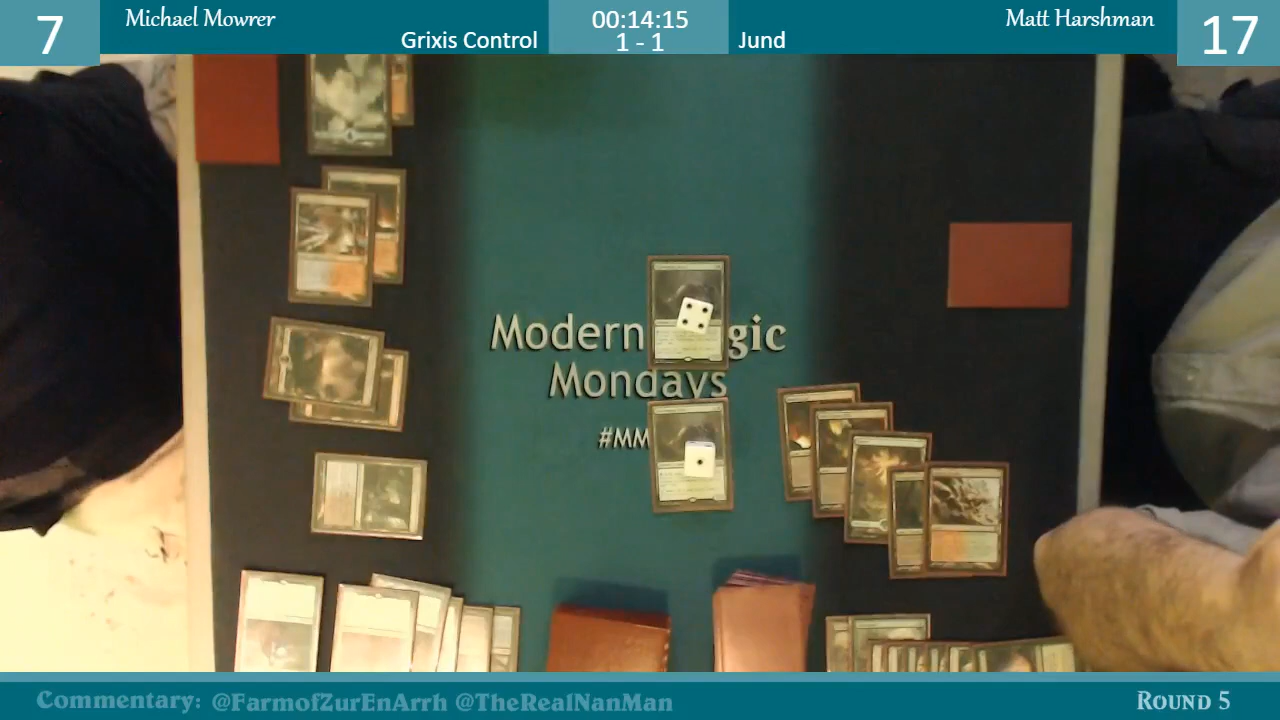 7
Michael Mowrer
Grixis Control
00:14:15
1 - 1
Matt Harshman
Jund
17
Modern gic
Mondays
#MM
Commentary: @FarmofZurEnArrh @TheRealNanMan
Round 5